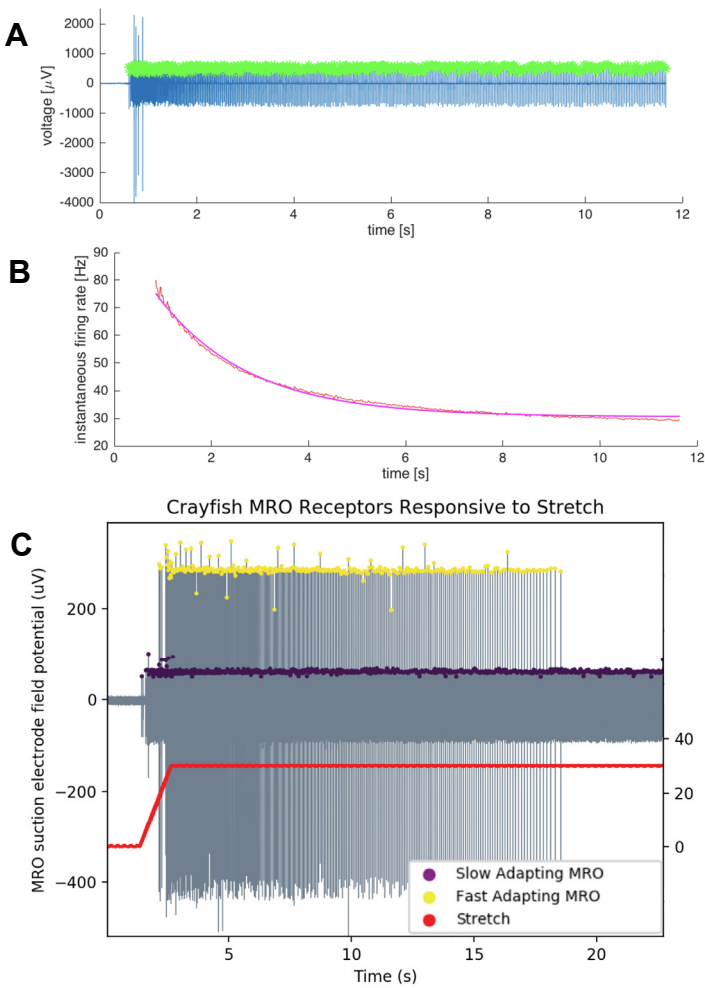 A
2000
1000
0
-1000
-2000
-3000
-4000
voltage [μV]
0 2 4 6 8 10 12
time [s]
B
90
80
70
60
50
40
30
20
instantaneous firing rate [Hz]
0 2 4 6 8 10 12
time [s]
C
Crayfish MRO Receptors Responsive to Stretch
MRO suction electrode field potential (uV)
200
0
−200
−400
40
20
0
Slow Adapting MRO
Fast Adapting MRO
Stretch
5 10 15 20
Time (s)